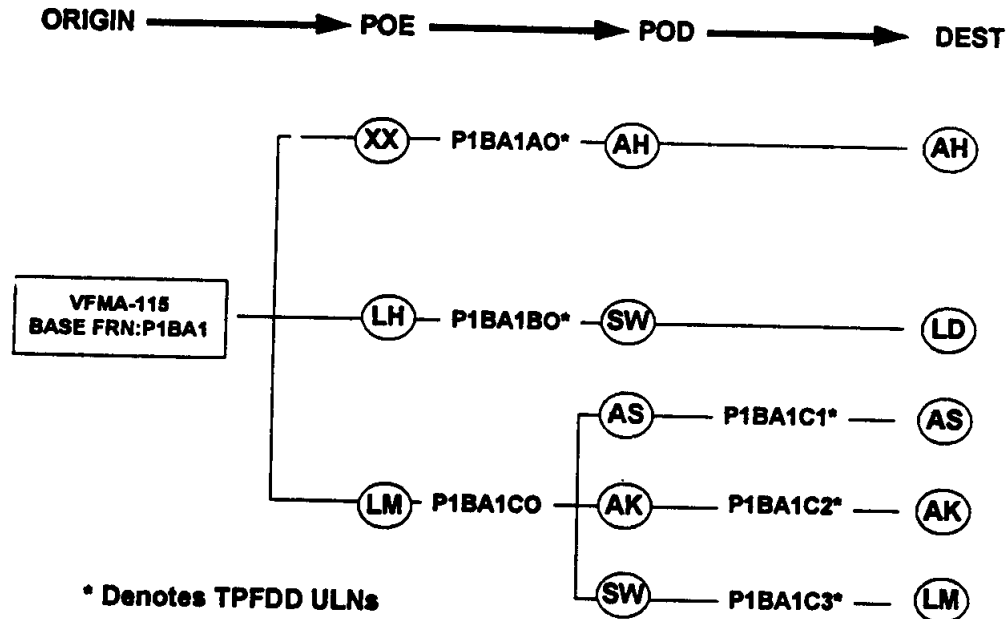 ORIGIN POE POD DEST
XX P1BA1AO* AH AH
VFMA-115
BASE FRN:P1BA1
LH P1BA1BO* SW LD
AS P1BA1C1* AS
LM P1BA1CO AK P1BA1C2* AK
SW P1BA1C3* LM
* Denotes TPFDD ULNs